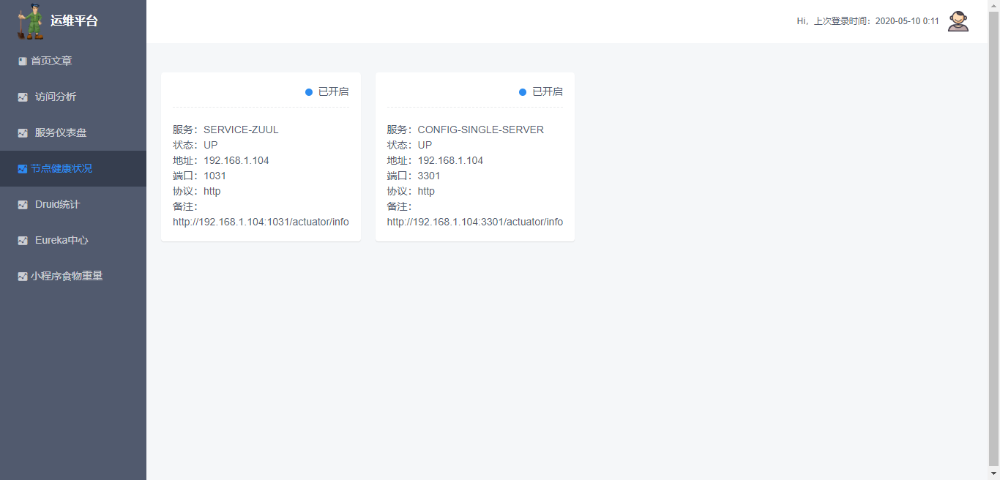 运维平台
Hi，上次登录时间：2020-05-10 0:11
首页文章
访问分析
服务仪表盘
节点健康状况
Druid统计
Eureka中心
小程序食物重量
已开启
服务：SERVICE-ZUUL
状态：UP
地址：192.168.1.104
端口：1031
协议：http
备注：
http://192.168.1.104:1031/actuator/info
已开启
服务：CONFIG-SINGLE-SERVER
状态：UP
地址：192.168.1.104
端口：3301
协议：http
备注：
http://192.168.1.104:3301/actuator/info